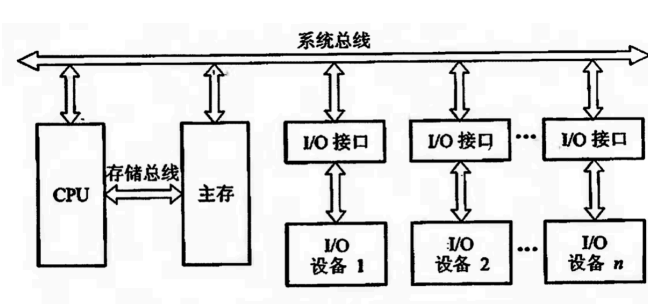 系统总线
CPU
存储总线
主存
I/O 接口
I/O 接口
...
I/O 接口
I/O
设备 1
I/O
设备 2
...
I/O
设备 n